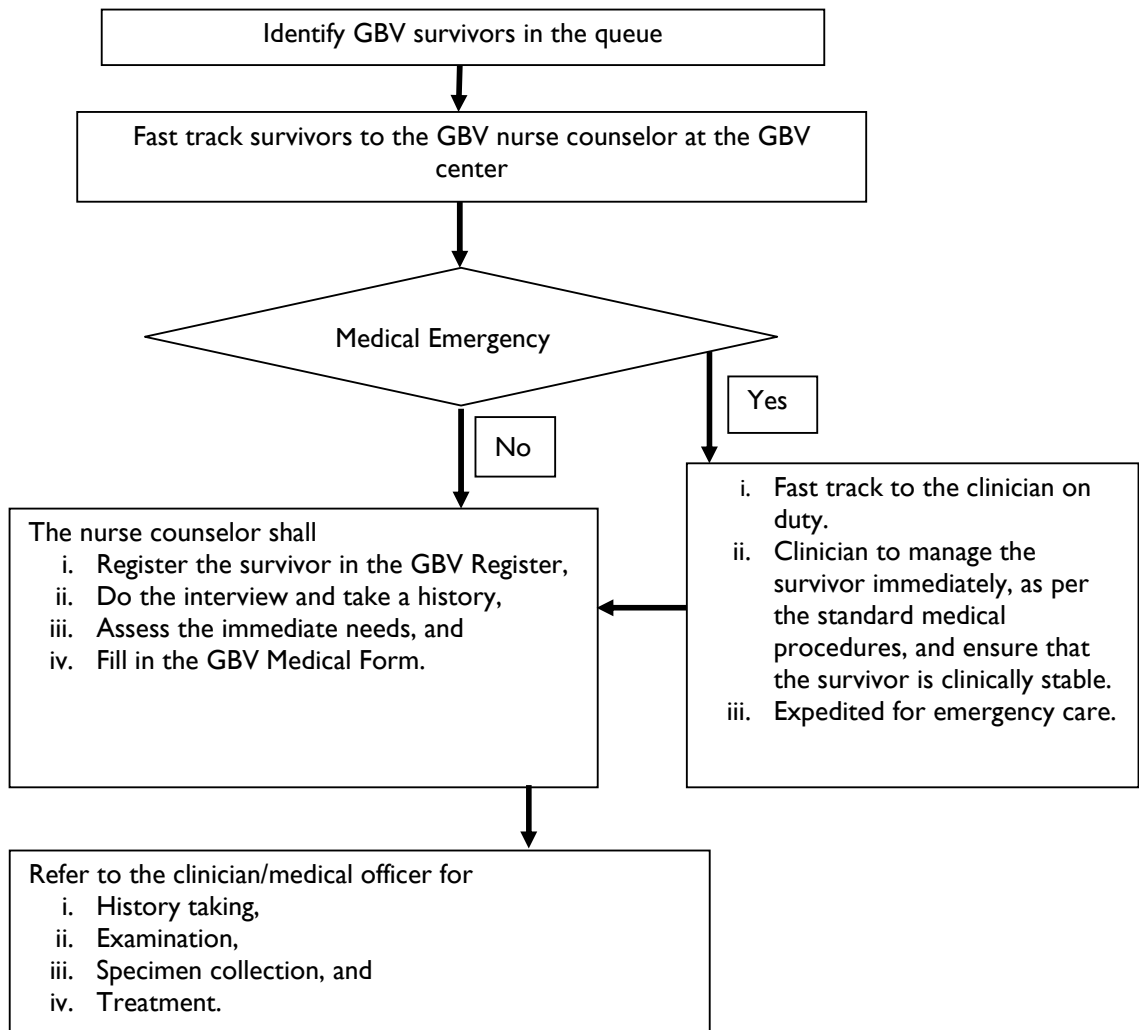 Identify GBV survivors in the queue
Fast track survivors to the GBV nurse counselor at the GBV
center
Medical Emergency
Yes
No
i. Fast track to the clinician on
duty.
ii. Clinician to manage the
survivor immediately, as per
the standard medical
procedures, and ensure that
the survivor is clinically stable.
iii. Expedited for emergency care.
The nurse counselor shall
i. Register the survivor in the GBV Register,
ii. Do the interview and take a history,
iii. Assess the immediate needs, and
iv. Fill in the GBV Medical Form.
Refer to the clinician/medical officer for
i. History taking,
ii. Examination,
iii. Specimen collection, and
iv. Treatment.